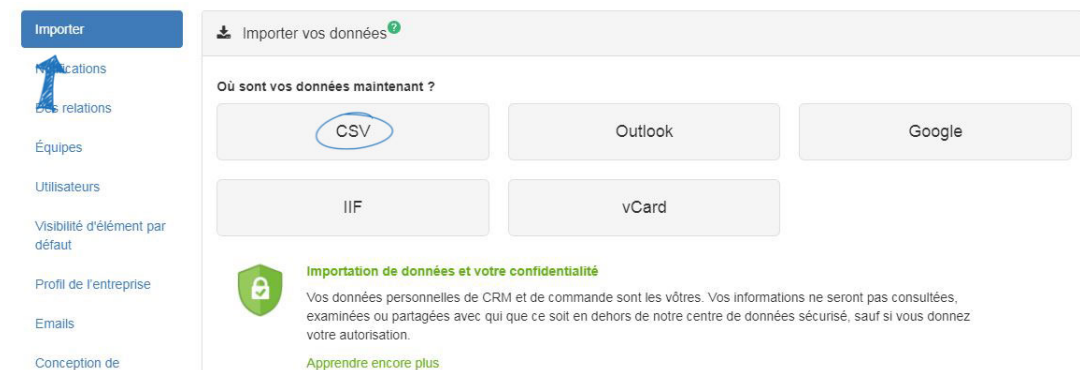 Importer
Importer vos données?
Notifications
Où sont vos données maintenant ?
Des relations
CSV
Outlook
Google
Équipes
Utilisateurs
IIF
vCard
Visibilité d'élément par
défaut
Importation de données et votre confidentialité
Profil de l'entreprise
Vos données personnelles de CRM et de commande sont les vôtres. Vos informations ne seront pas consultées,
examinées ou partagées avec qui que ce soit en dehors de notre centre de données sécurisé, sauf si vous donnez
votre autorisation.
Emails
Conception de
Apprendre encore plus